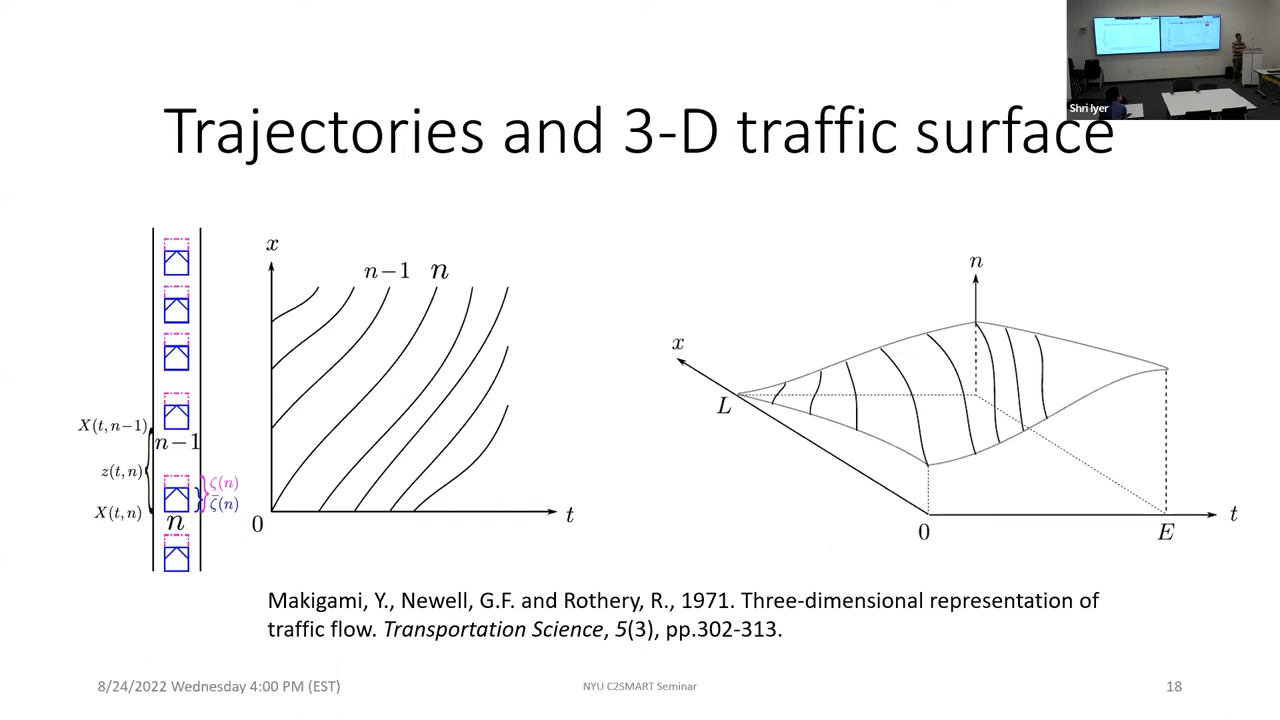 Shri Iyer
Trajectories and 3-D traffic surface
X(t, n−1)
n−1
z(t, n)
ζ(n)
ζ̄(n)
X(t, n)
n
x
n−1 n
0
t
n
x
L
0
E
t
Makigami, Y., Newell, G.F. and Rothery, R., 1971. Three-dimensional representation of
traffic flow. Transportation Science, 5(3), pp.302-313.
8/24/2022 Wednesday 4:00 PM (EST)
NYU C2SMART Seminar
18